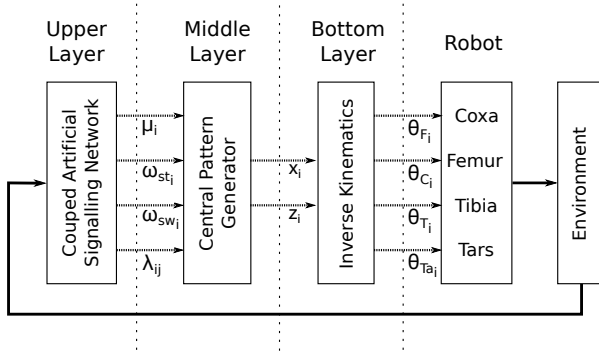 Upper
Layer
Middle
Layer
Bottom
Layer
Robot
Couped Artificial
Signalling Network
μi
ωsti
ωswi
λij
Central Pattern
Generator
xi
zi
Inverse Kinematics
θFi
θCi
θTi
θTai
Coxa
Femur
Tibia
Tars
Environment